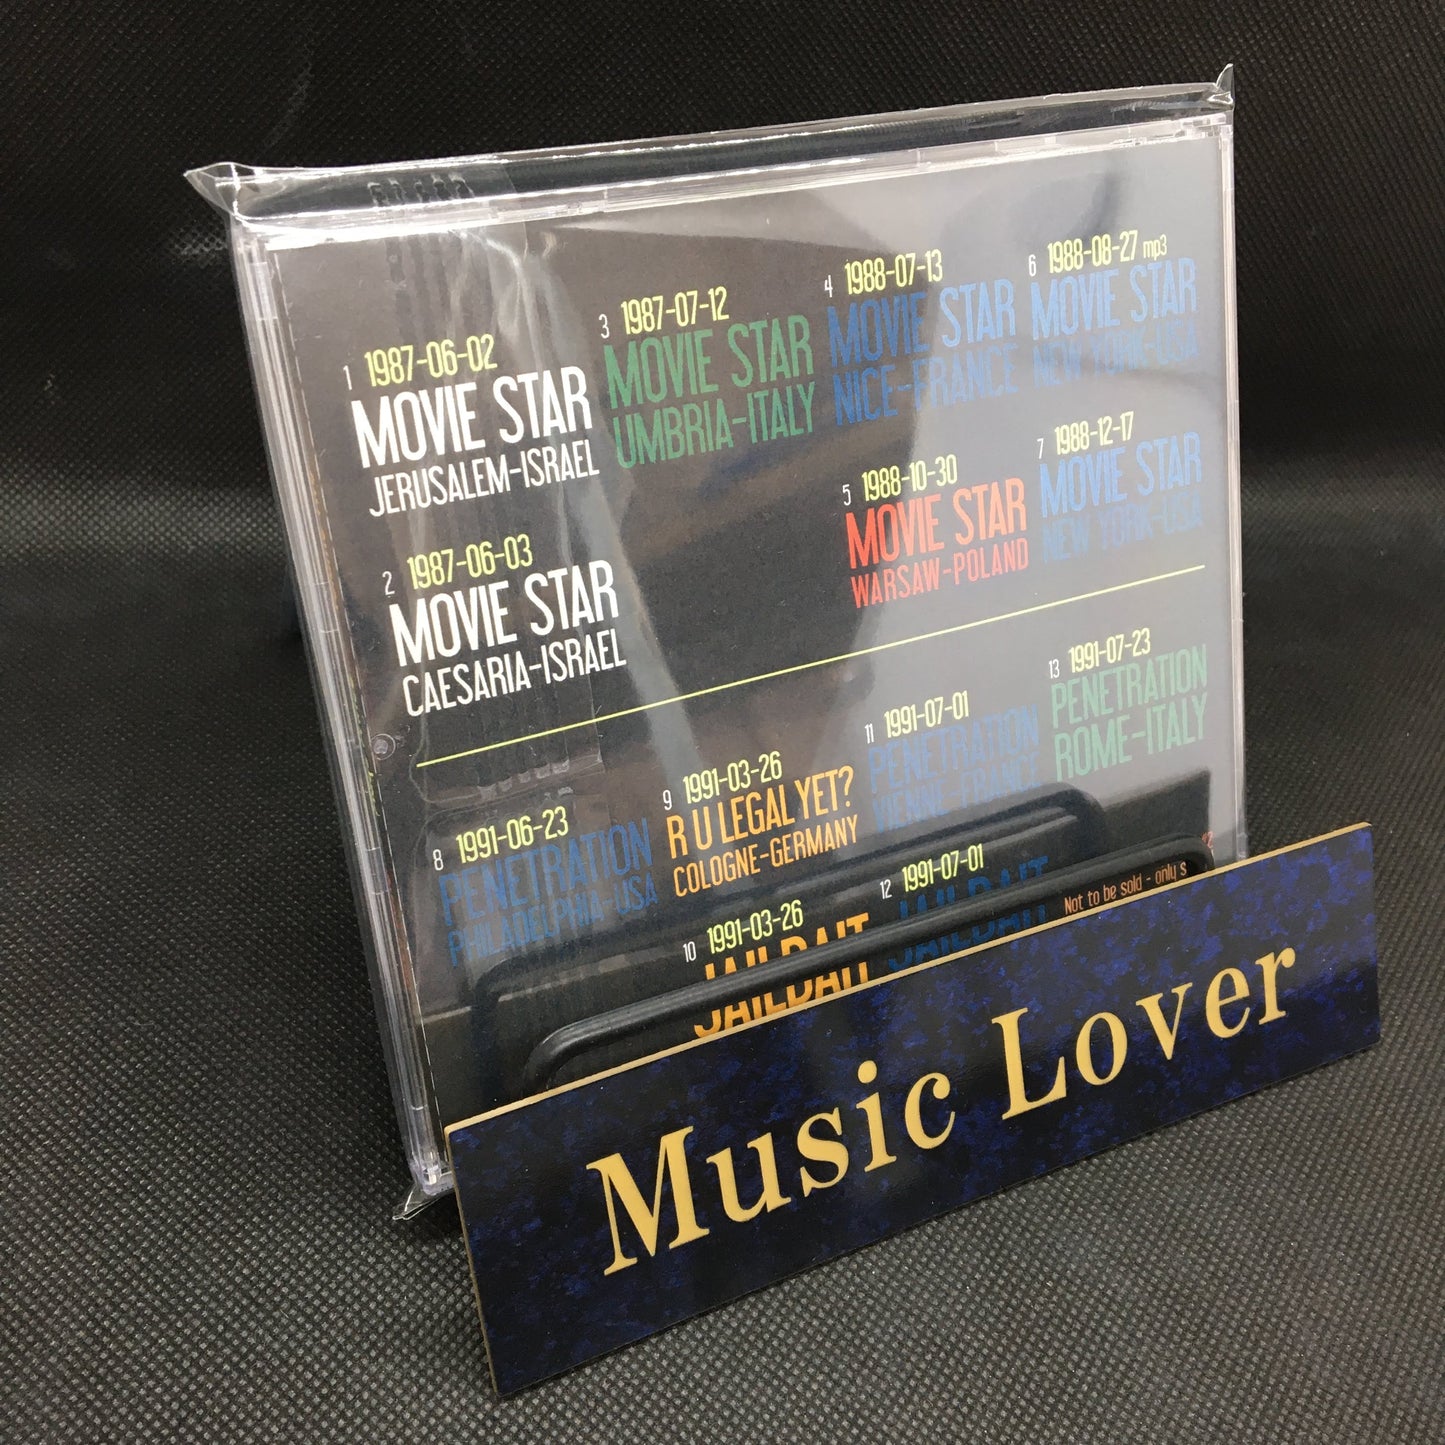 1 1987-06-02
MOVIE STAR
JERUSALEM-ISRAEL
2 1987-06-03
MOVIE STAR
CAESARIA-ISRAEL
3 1987-07-12
MOVIE STAR
UMBRIA-ITALY
4 1988-07-13
MOVIE STAR
NICE-FRANCE
5 1988-10-30
MOVIE STAR
WARSAW-POLAND
6 1988-08-27 mp3
MOVIE STAR
NEW YORK-USA
7 1988-12-17
MOVIE STAR
NEW YORK-USA
8 1991-06-23
PENETRATION
PHILADELPHIA-USA
9 1991-03-26
R U LEGAL YET?
COLOGNE-GERMANY
10 1991-03-26
JAILBAIT
11 1991-07-01
PENETRATION
VIENNE-FRANCE
12 1991-07-01
JAILBAIT
13 1991-07-23
PENETRATION
ROME-ITALY
Not to be sold - only s
Music Lover